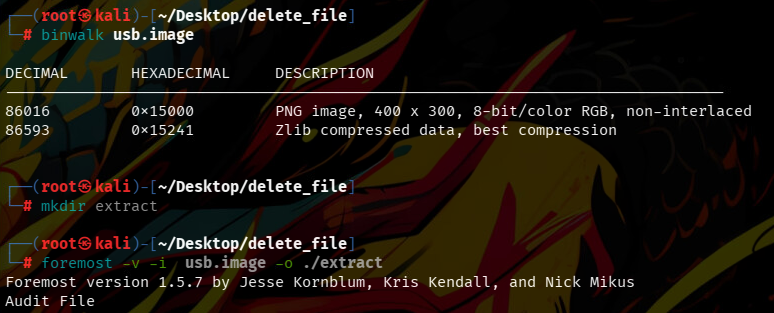 ┌──(root㉿kali)-[~/Desktop/delete_file]
└─# binwalk usb.image
DECIMAL       HEXADECIMAL     DESCRIPTION
--------------------------------------------------------------------------------
86016         0×15000         PNG image, 400 x 300, 8-bit/color RGB, non-interlaced
86593         0×15241         Zlib compressed data, best compression
┌──(root㉿kali)-[~/Desktop/delete_file]
└─# mkdir extract
┌──(root㉿kali)-[~/Desktop/delete_file]
└─# foremost -v -i  usb.image -o ./extract
Foremost version 1.5.7 by Jesse Kornblum, Kris Kendall, and Nick Mikus
Audit File